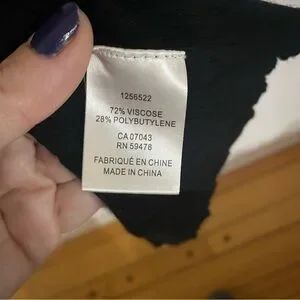 1256522
72% VISCOSE
28% POLYBUTYLENE
CA 07043
RN 59476
FABRIQUÉ EN CHINE
MADE IN CHINA